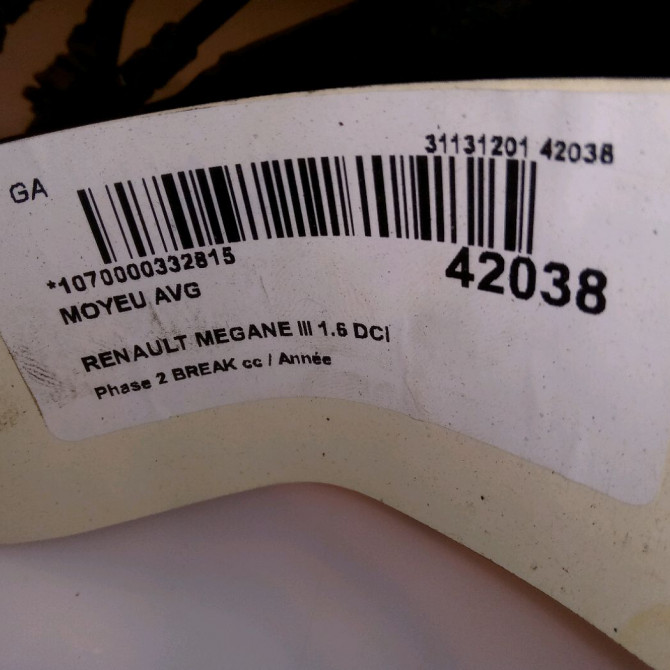 31131201 42038
GA
*1070000332815
42038
MOYEU AVG
RENAULT MEGANE III 1.6 DCI
Phase 2 BREAK cc / Année